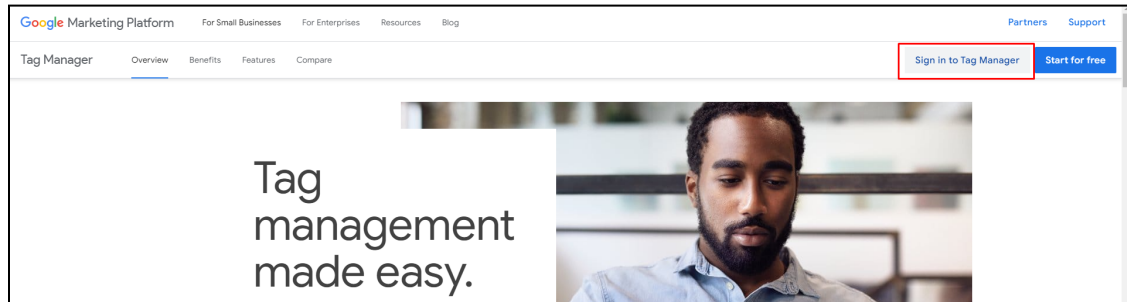 Google Marketing Platform For Small Businesses For Enterprises Resources Blog Partners Support
Tag Manager Overview Benefits Features Compare Sign in to Tag Manager Start for free
Tag
management
made easy.